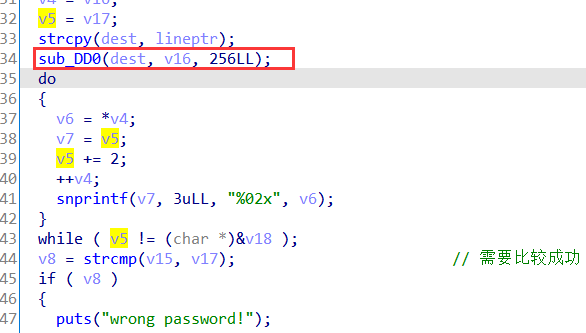 32 v5 = v17;
33 strcpy(dest, lineptr);
34 sub_DD0(dest, v16, 256LL);
35 do
36 {
37 v6 = *v4;
38 v7 = v5;
39 v5 += 2;
40 ++v4;
41 snprintf(v7, 3uLL, "%02x", v6);
42 }
43 while ( v5 != (char *)&v18 );
44 v8 = strcmp(v15, v17); // 需要比较成功
45 if ( v8 )
46 {
47 puts("wrong password!");